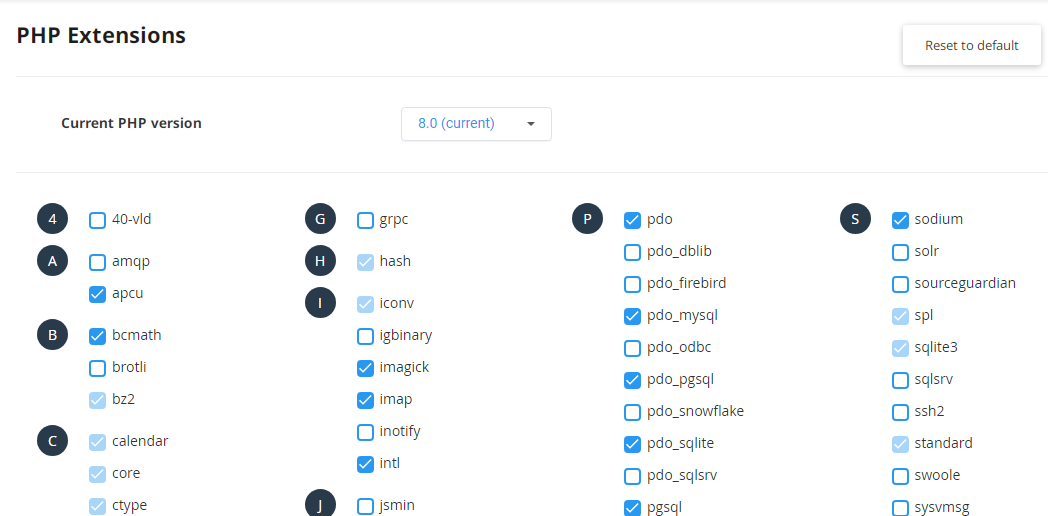 PHP Extensions
Reset to default
Current PHP version
8.0 (current)
4
40-vld
A
amqp
apcu
B
bcmath
brotli
bz2
C
calendar
core
ctype
G
grpc
H
hash
I
iconv
igbinary
imagick
imap
inotify
intl
J
jsmin
P
pdo
pdo_dblib
pdo_firebird
pdo_mysql
pdo_odbc
pdo_pgsql
pdo_snowflake
pdo_sqlite
pdo_sqlsrv
pgsql
S
sodium
solr
sourceguardian
spl
sqlite3
sqlsrv
ssh2
standard
swoole
sysvmsg